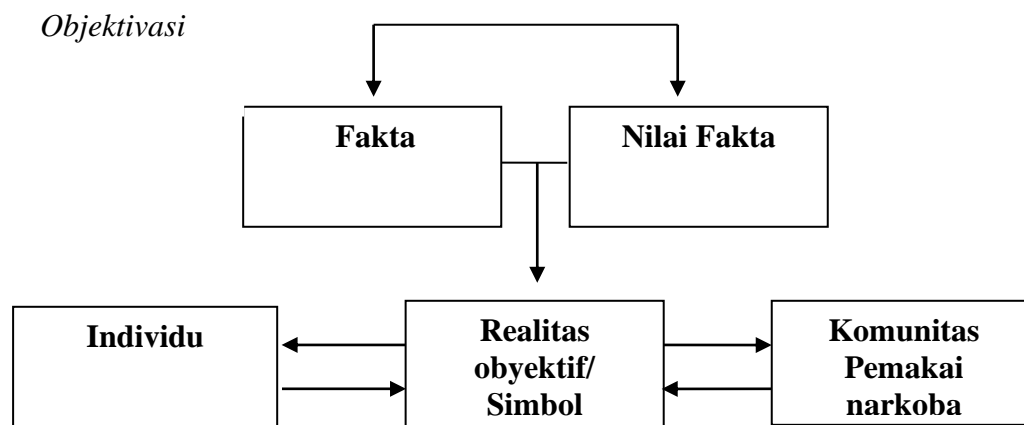 Objektivasi
Fakta
Nilai Fakta
Individu
Realitas
obyektif/
Simbol
Komunitas
Pemakai
narkoba